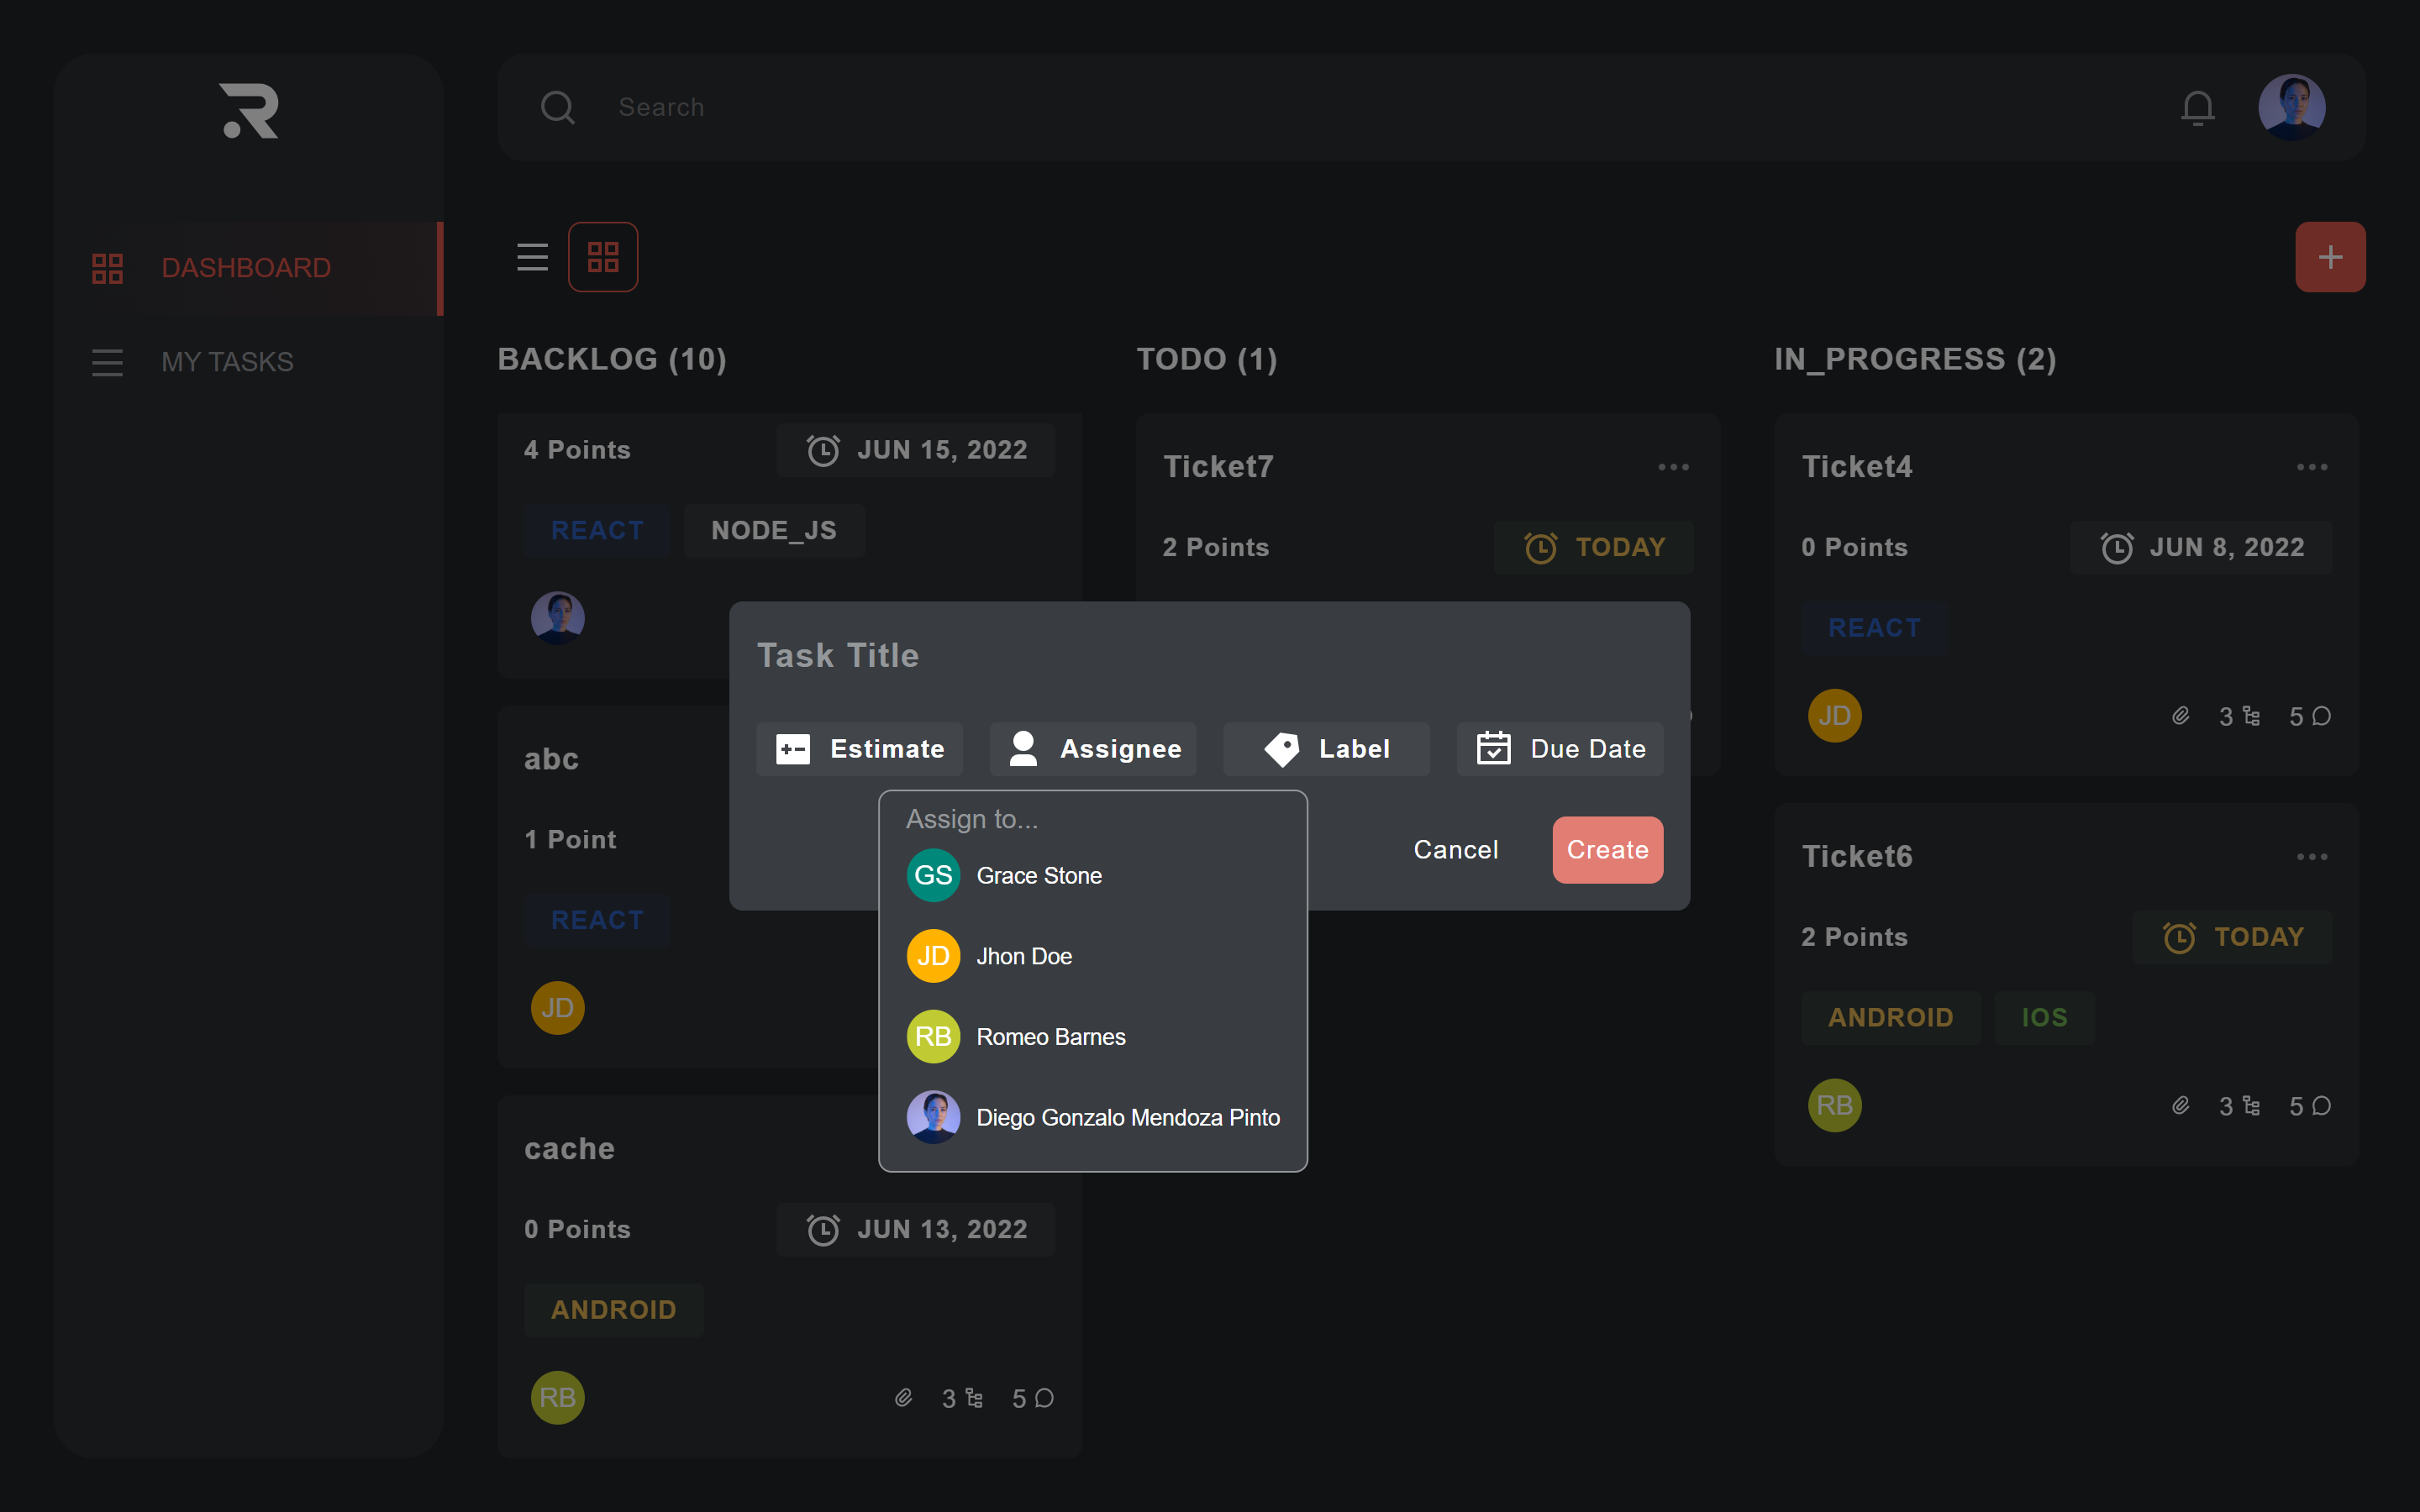 Search
DASHBOARD
MY TASKS
BACKLOG (10)
4 Points
JUN 15, 2022
REACT
NODE_JS
abc
1 Point
REACT
JD
cache
0 Points
JUN 13, 2022
ANDROID
RB
3
5
TODO (1)
Ticket7
2 Points
TODAY
IN_PROGRESS (2)
Ticket4
0 Points
JUN 8, 2022
REACT
JD
3
5
Ticket6
2 Points
TODAY
ANDROID
IOS
RB
3
5
Task Title
Estimate
Assignee
Label
Due Date
Assign to...
GS Grace Stone
JD Jhon Doe
RB Romeo Barnes
Diego Gonzalo Mendoza Pinto
Cancel
Create